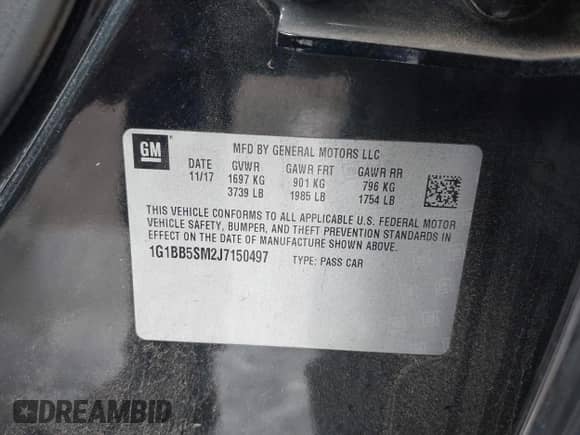 GM
MFD BY GENERAL MOTORS LLC
DATE GVWR GAWR FRT GAWR RR
11/17 1697 KG 901 KG 796 KG
3739 LB 1985 LB 1754 LB
THIS VEHICLE CONFORMS TO ALL APPLICABLE U.S. FEDERAL MOTOR
VEHICLE SAFETY, BUMPER, AND THEFT PREVENTION STANDARDS IN
EFFECT ON THE DATE OF MANUFACTURE SHOWN ABOVE.
1G1BB5SM2J7150497 TYPE: PASS CAR
DREAMBID